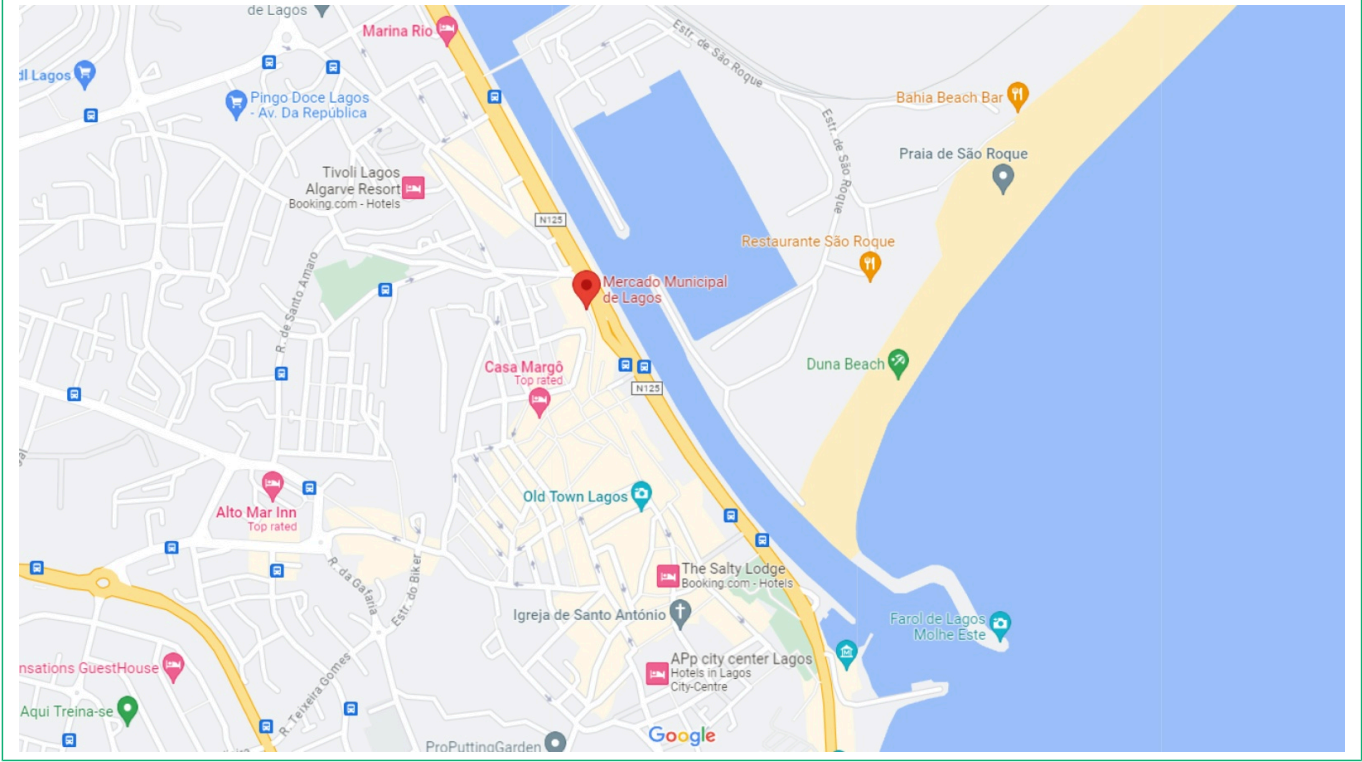 de Lagos
Marina Rio
dl Lagos
Pingo Doce Lagos
- Av. Da República
Estr. de São Roque
Bahia Beach Bar
Estr. de São Roque
Praia de São Roque
Tivoli Lagos
Algarve Resort
Booking.com - Hotels
N125
Restaurante São Roque
R. de Santo Amaro
Mercado Municipal
de Lagos
Casa Margô
Top rated
Duna Beach
N125
Old Town Lagos
Alto Mar Inn
Top rated
R. da Gafaria
Estr. do Biker
The Salty Lodge
Booking.com - Hotels
Igreja de Santo António
Farol de Lagos
Molhe Este
nsations GuestHouse
R. Teixeira Gomes
APp city center Lagos
Hotels in Lagos
City-Centre
Aqui Treina-se
ProPuttingGarden
Google